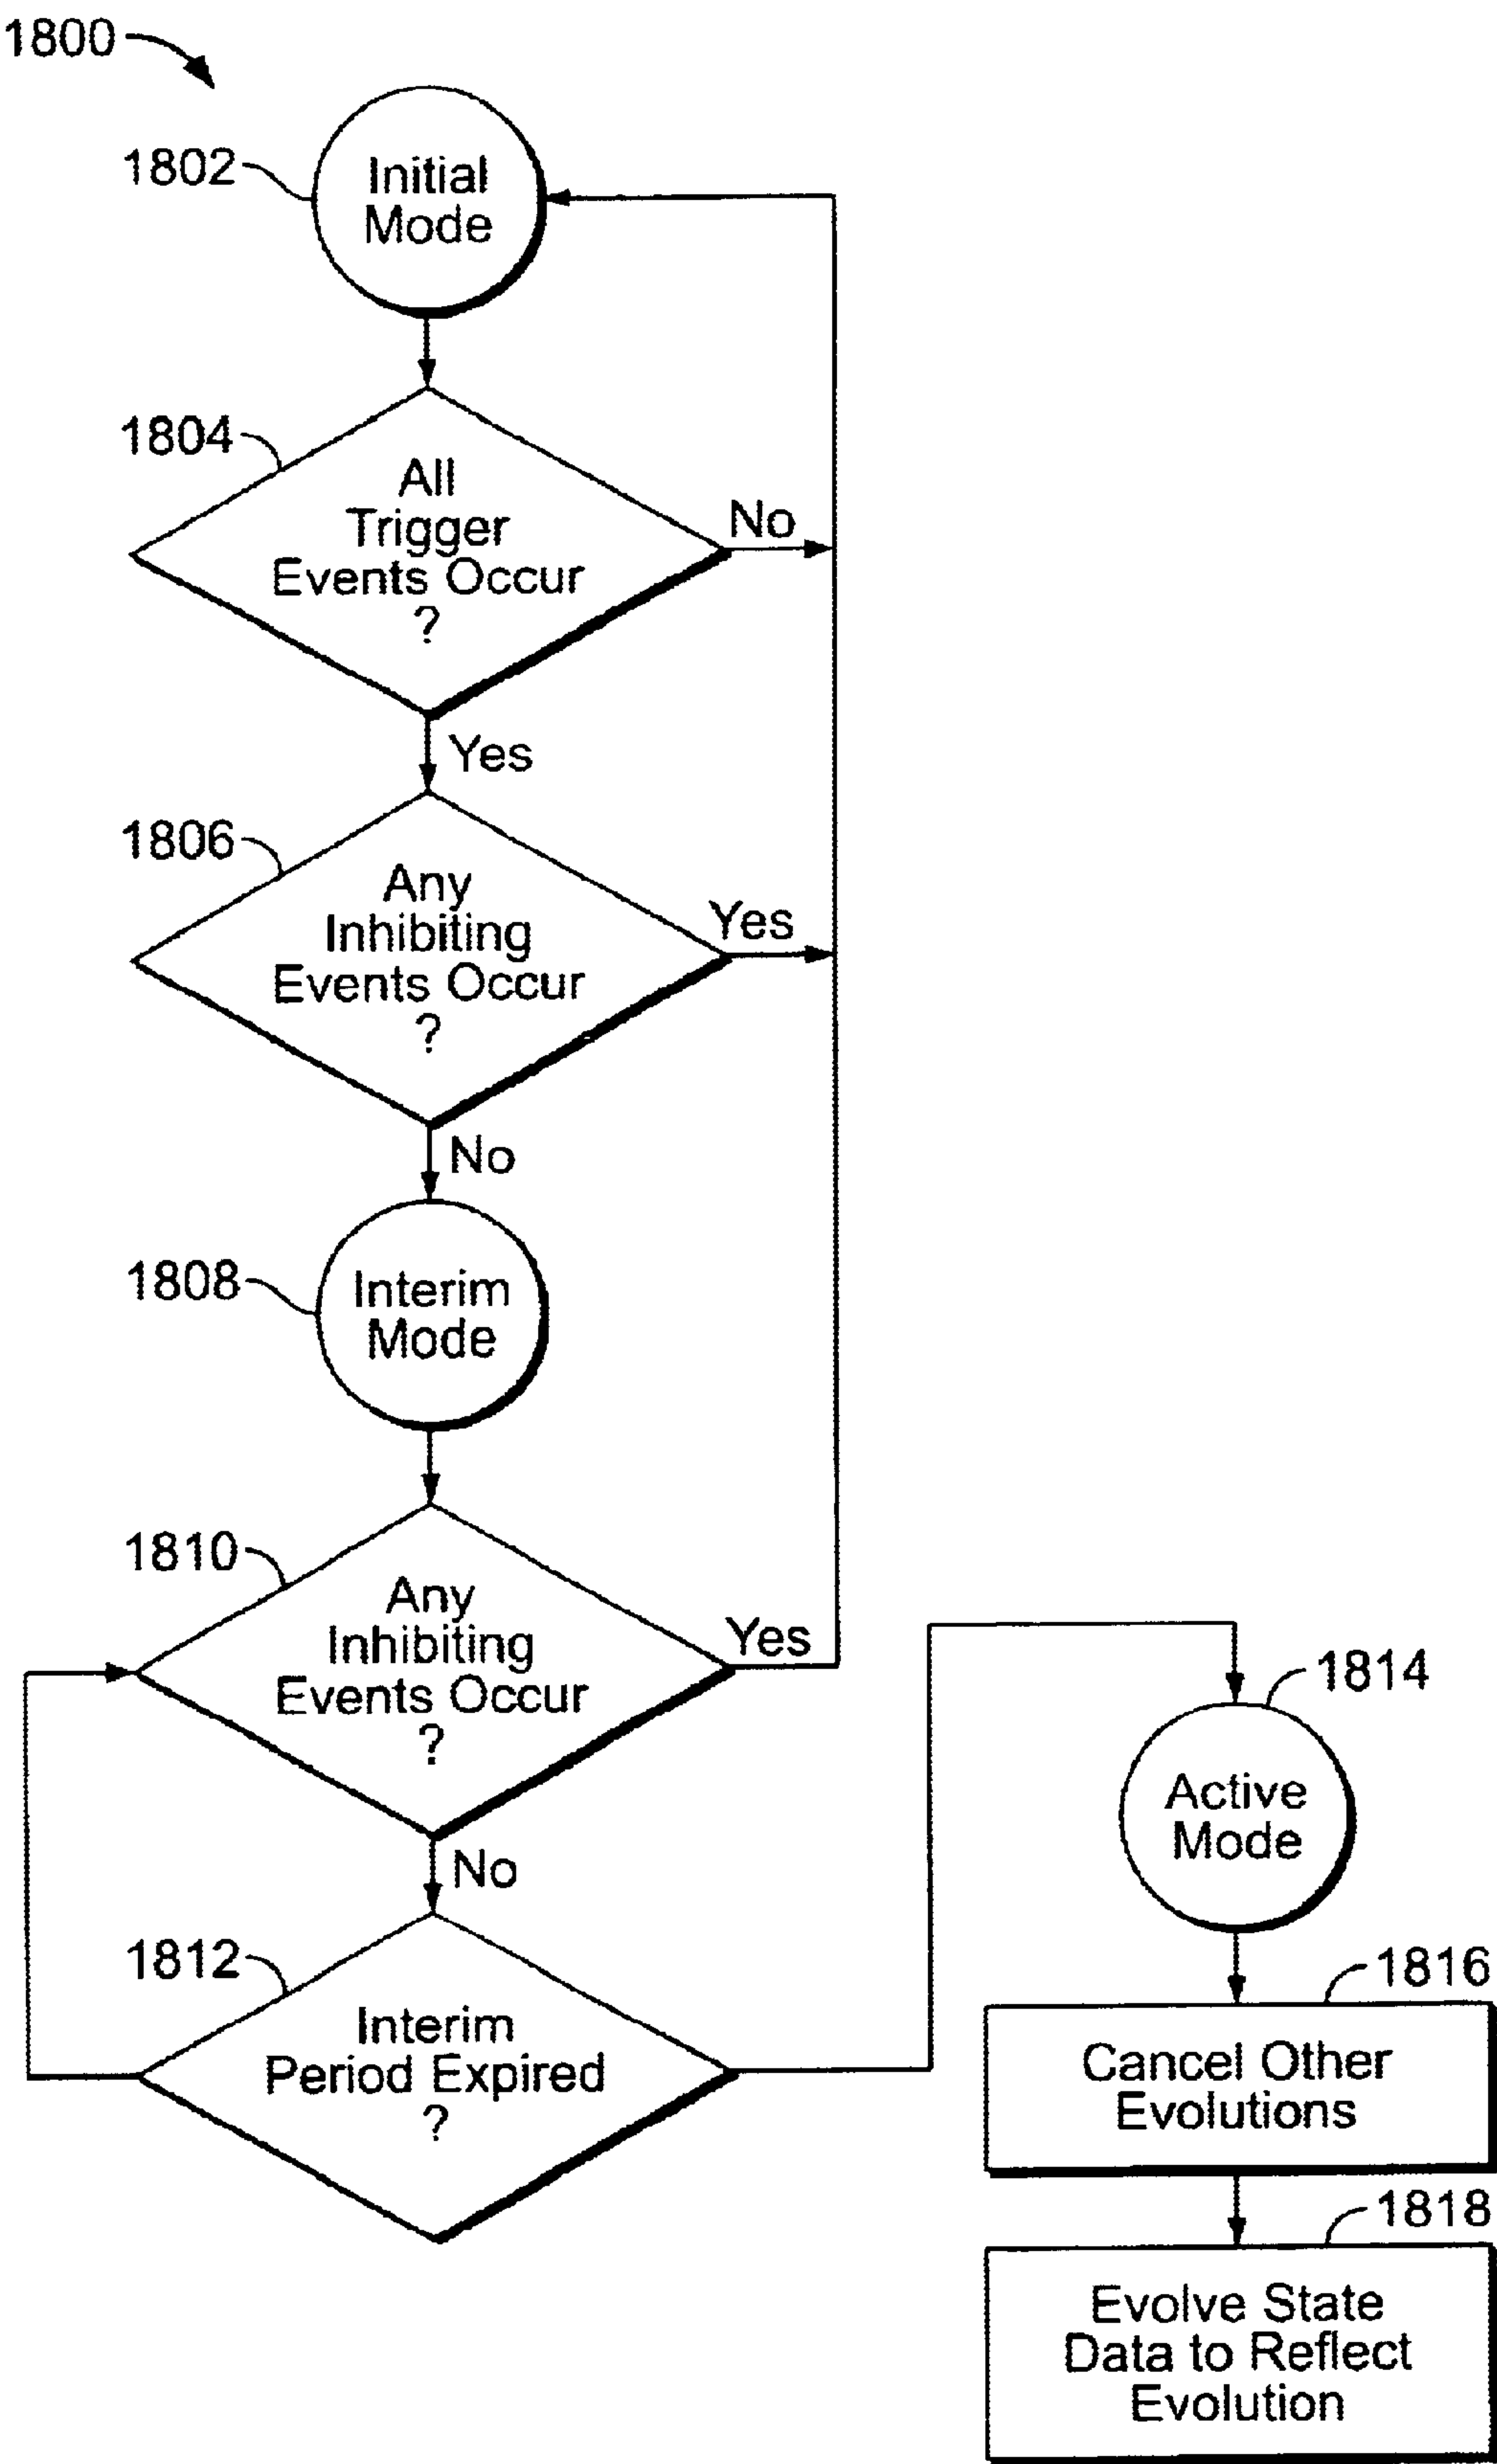 1800
1802
Initial
Mode
1804
All
Trigger
Events Occur
?
No
Yes
1806
Any
Inhibiting
Events Occur
?
Yes
No
1808
Interim
Mode
1810
Any
Inhibiting
Events Occur
?
Yes
No
1812
Interim
Period Expired
?
1814
Active
Mode
1816
Cancel Other
Evolutions
1818
Evolve State
Data to Reflect
Evolution